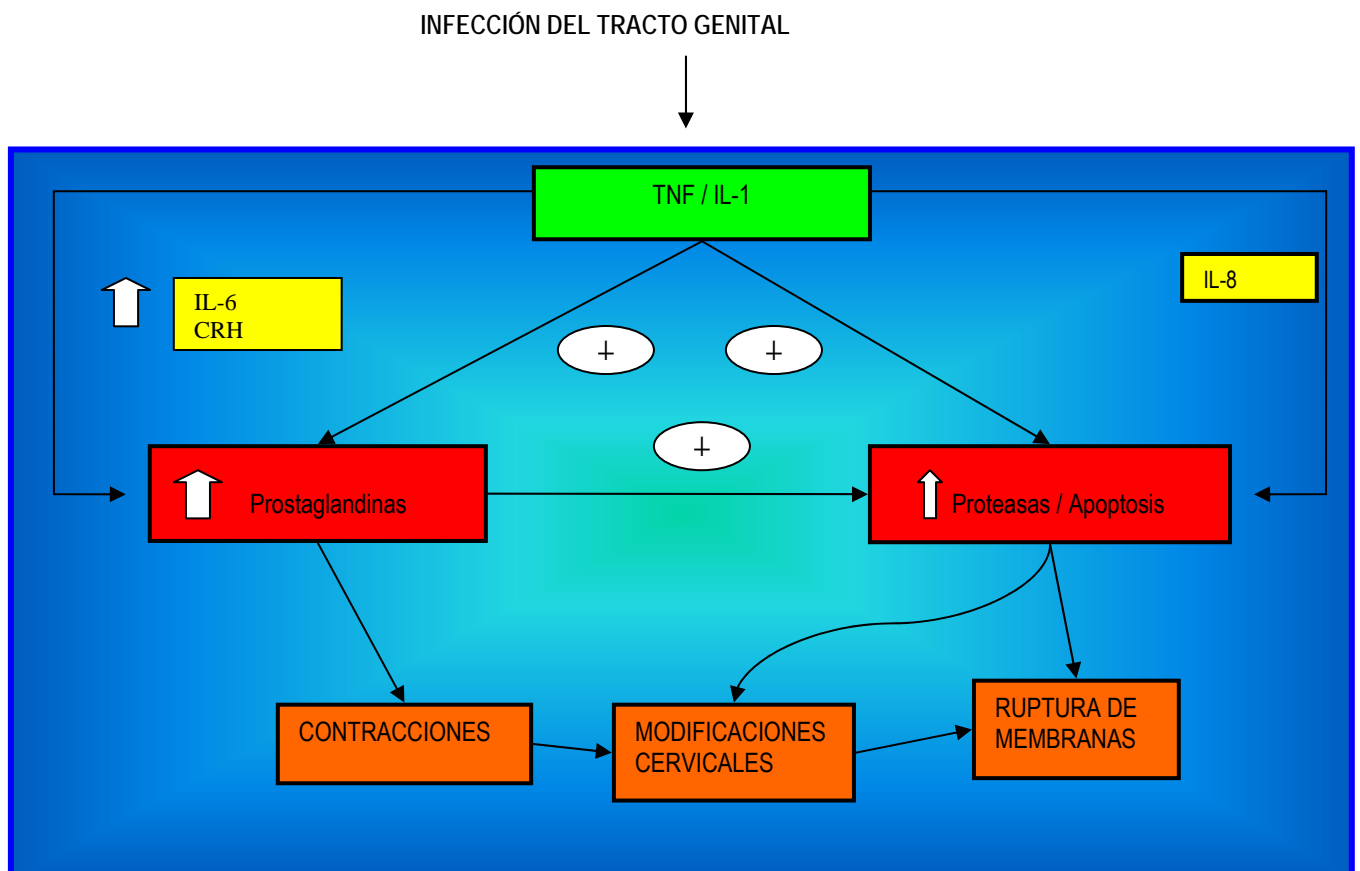 INFECCIÓN DEL TRACTO GENITAL
TNF / IL-1
IL-8
IL-6
CRH
+
+
+
Prostaglandinas
Proteasas / Apoptosis
CONTRACCIONES
MODIFICACIONES
CERVICALES
RUPTURA DE
MEMBRANAS